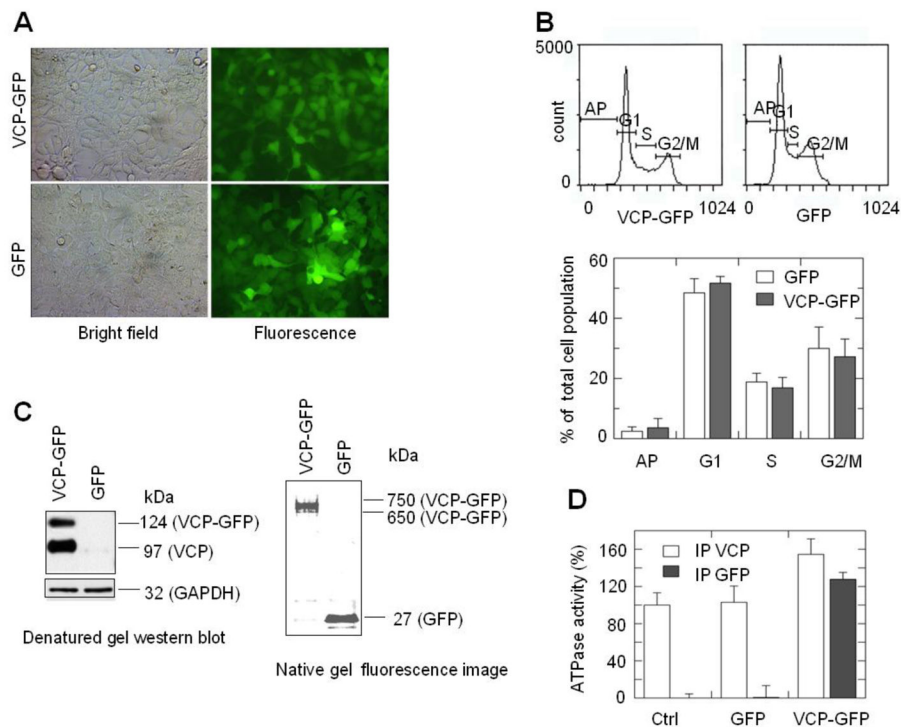 A
VCP-GFP
GFP
Bright field
Fluorescence
B
5000
count
0
AP
G1
S
G2/M
0
1024
VCP-GFP
AP
G1
S
G2/M
0
1024
GFP
60
40
20
0
% of total cell population
GFP
VCP-GFP
AP
G1
S
G2/M
C
VCP-GFP
GFP
kDa
124 (VCP-GFP)
97 (VCP)
32 (GAPDH)
Denatured gel western blot
VCP-GFP
GFP
kDa
750 (VCP-GFP)
650 (VCP-GFP)
27 (GFP)
Native gel fluorescence image
D
160
120
80
40
0
ATPase activity (%)
IP VCP
IP GFP
Ctrl
GFP
VCP-GFP